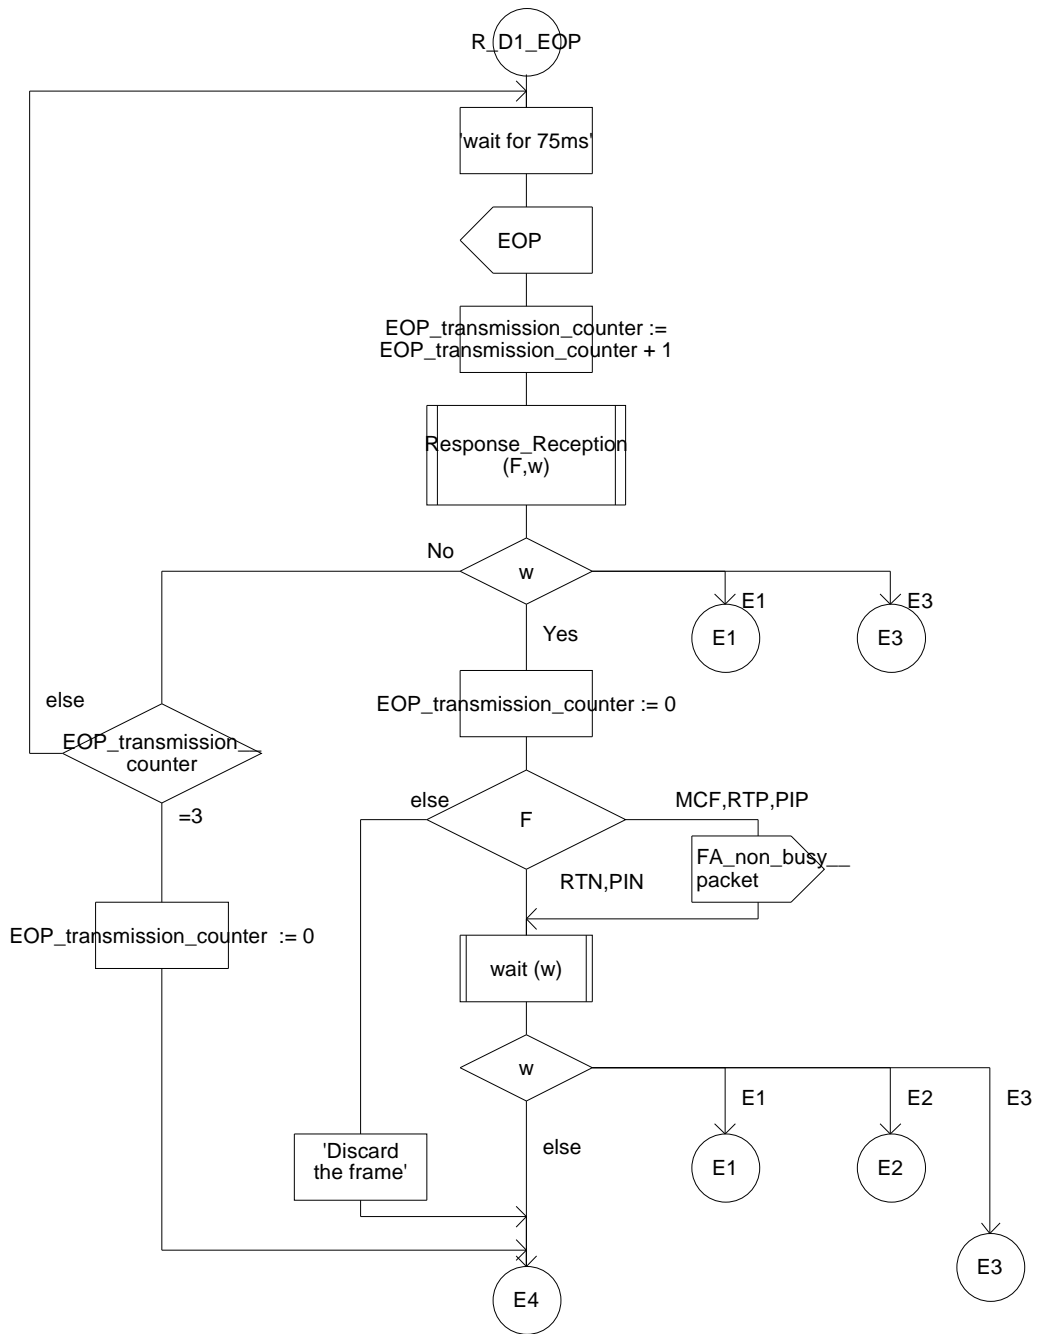 R_D1_EOP
'wait for 75ms'
EOP
EOP_transmission_counter :=
EOP_transmission_counter + 1
Response_Reception
(F,w)
No
w
E1
E3
E1
E3
Yes
EOP_transmission_counter := 0
else
EOP_transmission__
counter
=3
else
F
MCF,RTP,PIP
FA_non_busy__
packet
RTN,PIN
EOP_transmission_counter := 0
wait (w)
w
E1
E2
E3
else
'Discard
the frame'
E1
E2
E3
E4